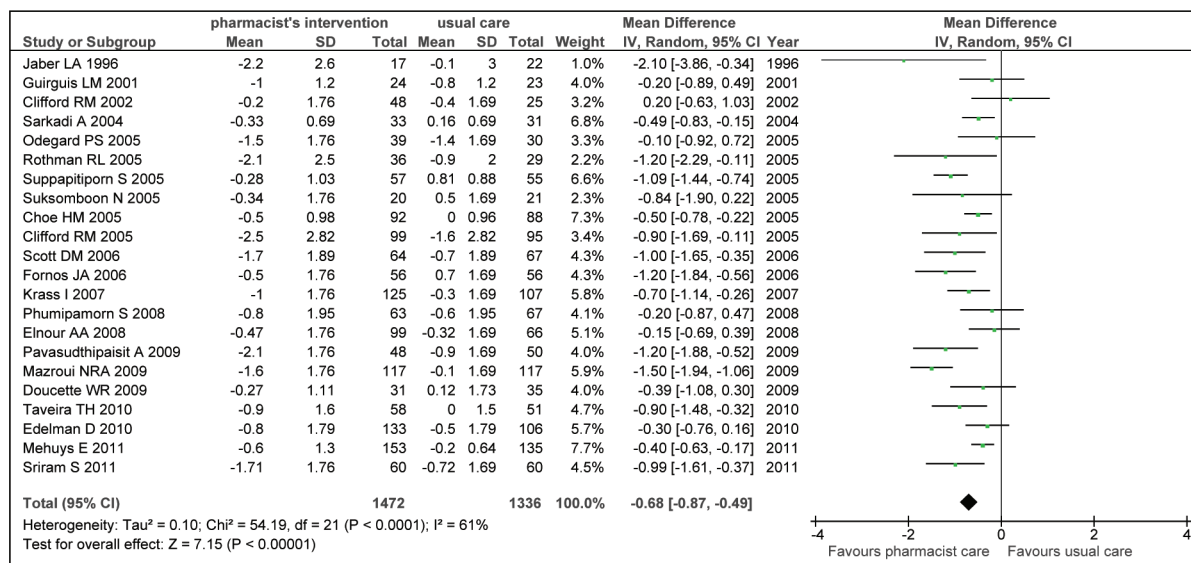 pharmacist's intervention usual care Mean Difference Mean Difference
Study or Subgroup Mean SD Total Mean SD Total Weight IV, Random, 95% CI Year IV, Random, 95% CI
Jaber LA 1996 -2.2 2.6 17 -0.1 3 22 1.0% -2.10 [-3.86, -0.34] 1996
Guirguis LM 2001 -1 1.2 24 -0.8 1.2 23 4.0% -0.20 [-0.89, 0.49] 2001
Clifford RM 2002 -0.2 1.76 48 -0.4 1.69 25 3.2% 0.20 [-0.63, 1.03] 2002
Sarkadi A 2004 -0.33 0.69 33 0.16 0.69 31 6.8% -0.49 [-0.83, -0.15] 2004
Odegard PS 2005 -1.5 1.76 39 -1.4 1.69 30 3.3% -0.10 [-0.92, 0.72] 2005
Rothman RL 2005 -2.1 2.5 36 -0.9 2 29 2.2% -1.20 [-2.29, -0.11] 2005
Suppapitiporn S 2005 -0.28 1.03 57 0.81 0.88 55 6.6% -1.09 [-1.44, -0.74] 2005
Suksomboon N 2005 -0.34 1.76 20 0.5 1.69 21 2.3% -0.84 [-1.90, 0.22] 2005
Choe HM 2005 -0.5 0.98 92 0 0.96 88 7.3% -0.50 [-0.78, -0.22] 2005
Clifford RM 2005 -2.5 2.82 99 -1.6 2.82 95 3.4% -0.90 [-1.69, -0.11] 2005
Scott DM 2006 -1.7 1.89 64 -0.7 1.89 67 4.3% -1.00 [-1.65, -0.35] 2006
Fornos JA 2006 -0.5 1.76 56 0.7 1.69 56 4.3% -1.20 [-1.84, -0.56] 2006
Krass I 2007 -1 1.76 125 -0.3 1.69 107 5.8% -0.70 [-1.14, -0.26] 2007
Phumipamorn S 2008 -0.8 1.95 63 -0.6 1.95 67 4.1% -0.20 [-0.87, 0.47] 2008
Elnour AA 2008 -0.47 1.76 99 -0.32 1.69 66 5.1% -0.15 [-0.69, 0.39] 2008
Pavasudthipaisit A 2009 -2.1 1.76 48 -0.9 1.69 50 4.0% -1.20 [-1.88, -0.52] 2009
Mazroui NRA 2009 -1.6 1.76 117 -0.1 1.69 117 5.8% -1.50 [-1.94, -1.06] 2009
Doucette WR 2009 -0.27 1.11 31 0.12 1.73 35 4.0% -0.39 [-1.08, 0.30] 2009
Taveira TH 2010 -0.9 1.6 58 0 1.5 51 4.7% -0.90 [-1.48, -0.32] 2010
Edelman D 2010 -0.8 1.79 133 -0.5 1.79 106 5.6% -0.30 [-0.76, 0.16] 2010
Mehuys E 2011 -0.6 1.3 153 -0.2 0.64 135 7.8% -0.40 [-0.63, -0.17] 2011
Sriram S 2011 -1.71 1.76 60 -0.72 1.69 60 4.5% -0.99 [-1.61, -0.37] 2011
Total (95% CI) 1472 1336 100.0% -0.68 [-0.87, -0.49]
Heterogeneity: Tau² = 0.10; Chi² = 54.19, df = 21 (P < 0.0001); I² = 61%
Test for overall effect: Z = 7.15 (P < 0.00001)
-4 -2 0 2 4
Favours pharmacist care Favours usual care